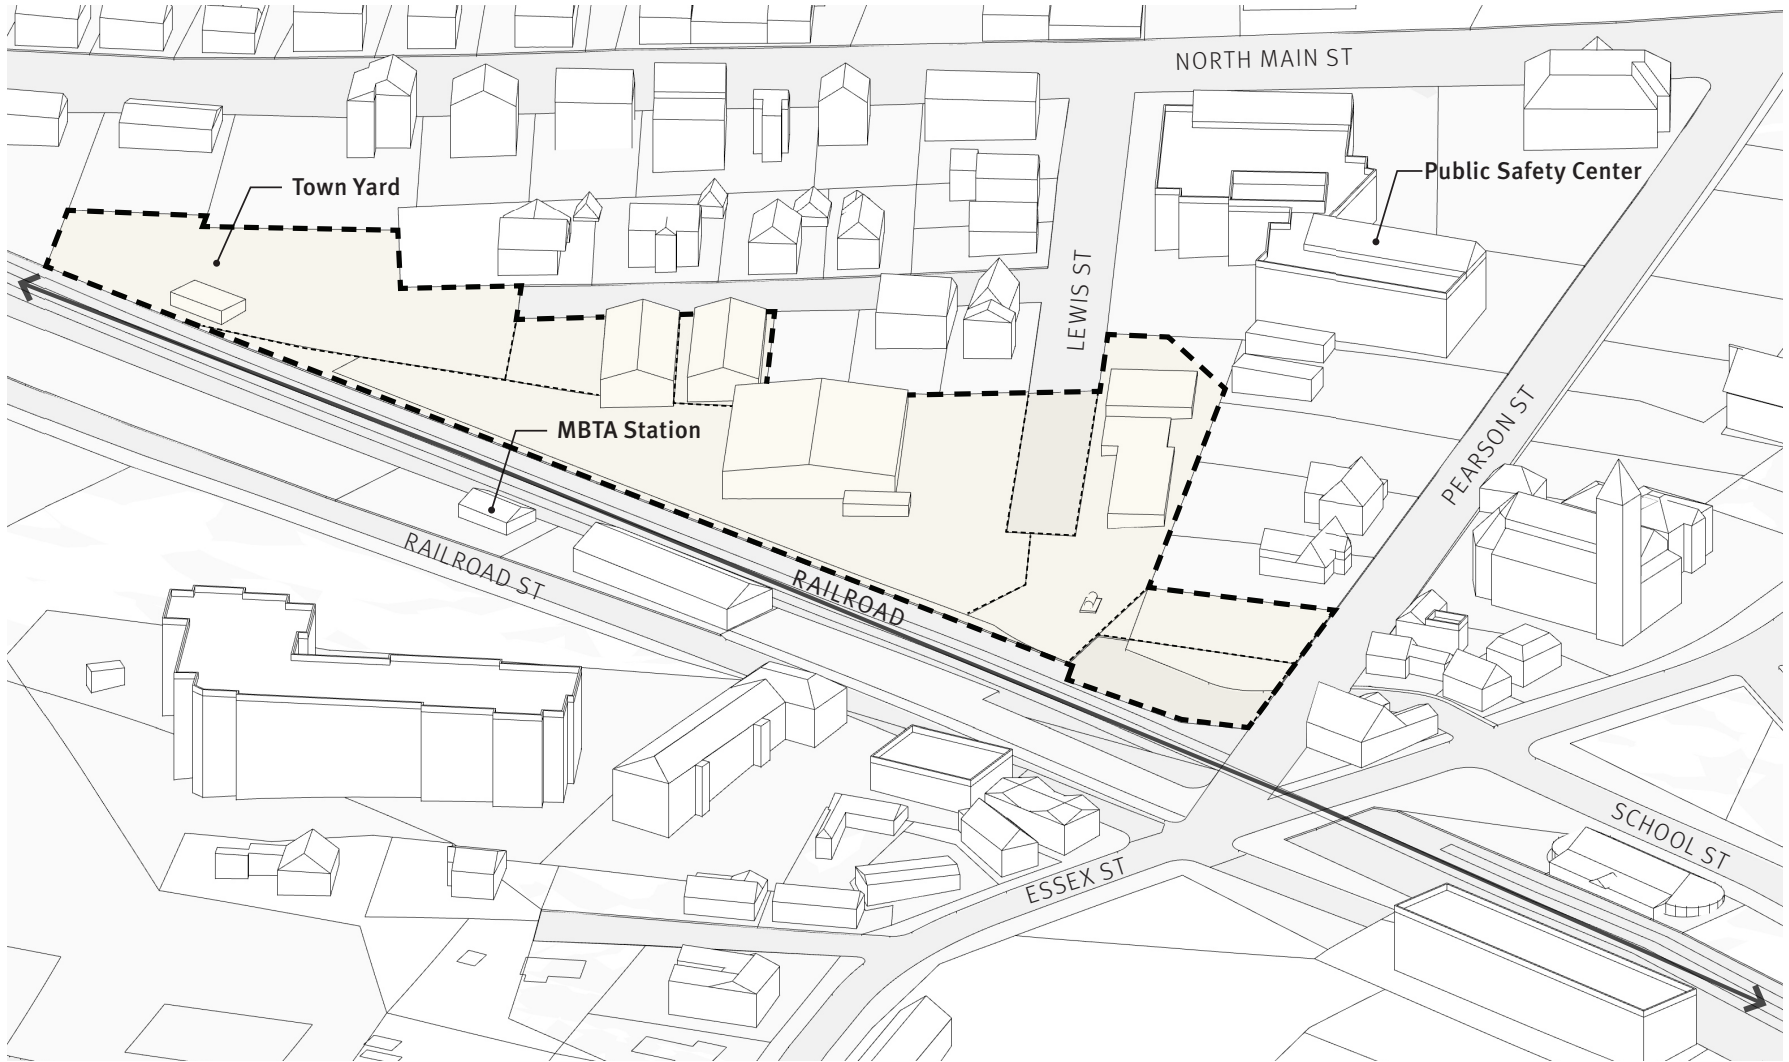 NORTH MAIN ST
Public Safety Center
Town Yard
LEWIS ST
PEARSON ST
MBTA Station
RAILROAD ST
RAILROAD
SCHOOL ST
ESSEX ST